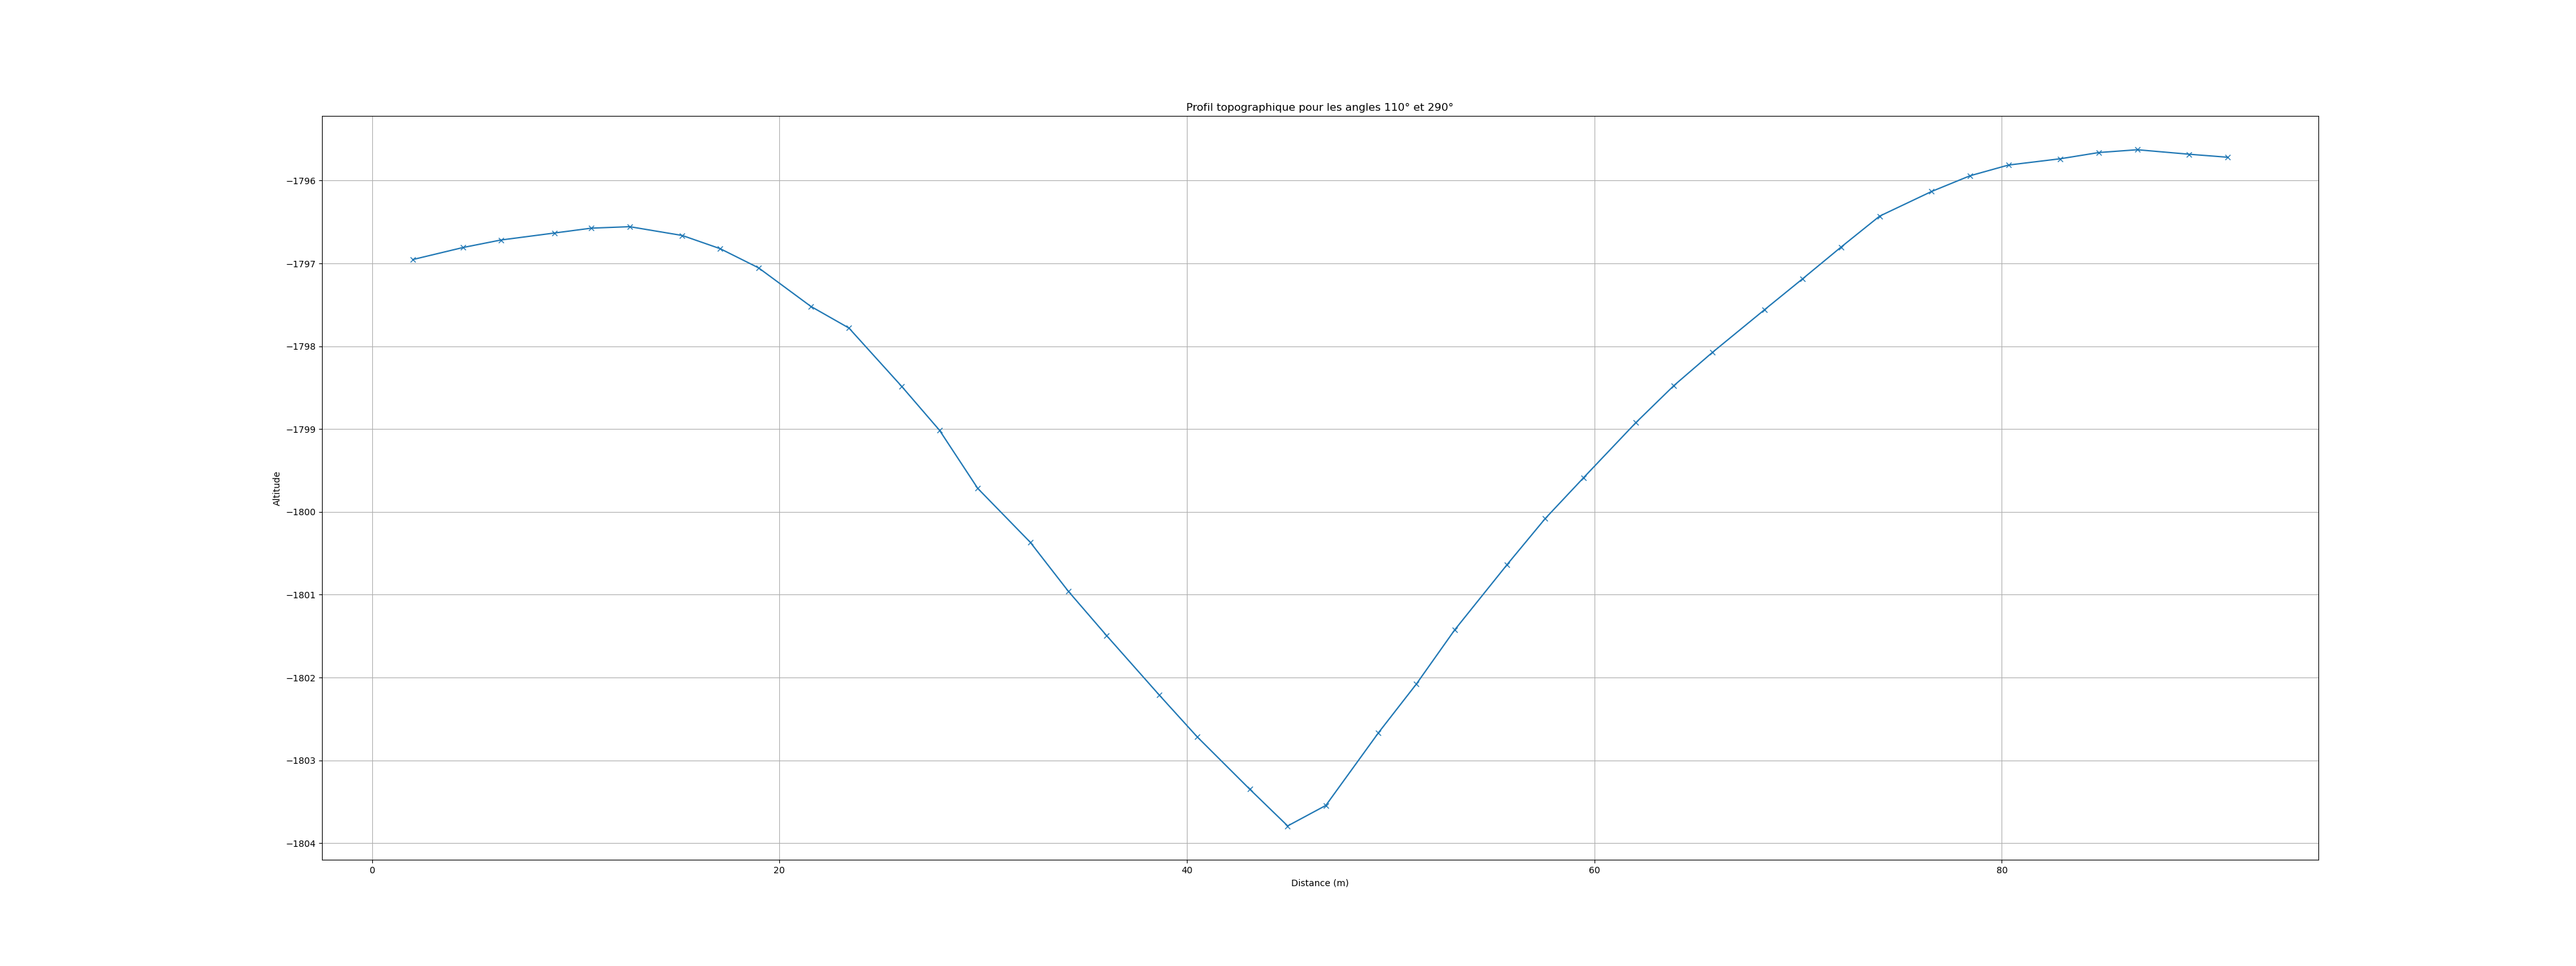 Profil topographique pour les angles 110° et 290°
Altitude
−1796
−1797
−1798
−1799
−1800
−1801
−1802
−1803
−1804
0 20 40 60 80
Distance (m)